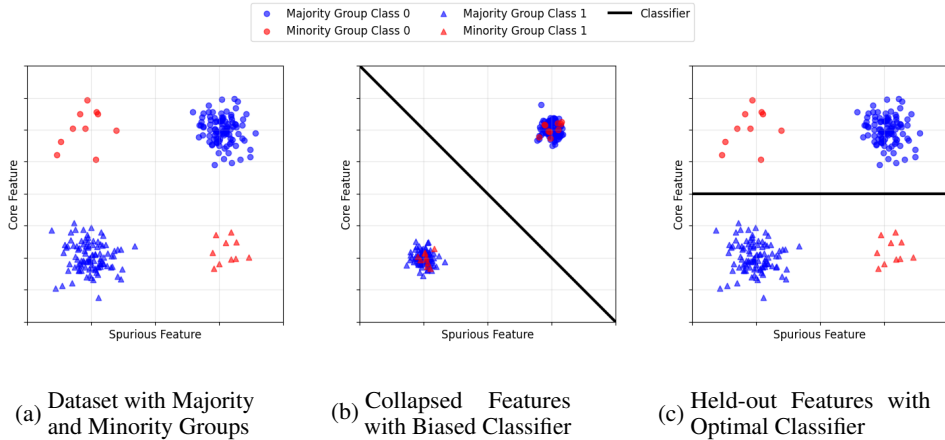 Majority Group Class 0
Minority Group Class 0
Majority Group Class 1
Minority Group Class 1
Classifier
Core Feature
Spurious Feature
Core Feature
Spurious Feature
Core Feature
Spurious Feature
(a) Dataset with Majority
and Minority Groups
(b) Collapsed Features
with Biased Classifier
(c) Held-out Features with
Optimal Classifier